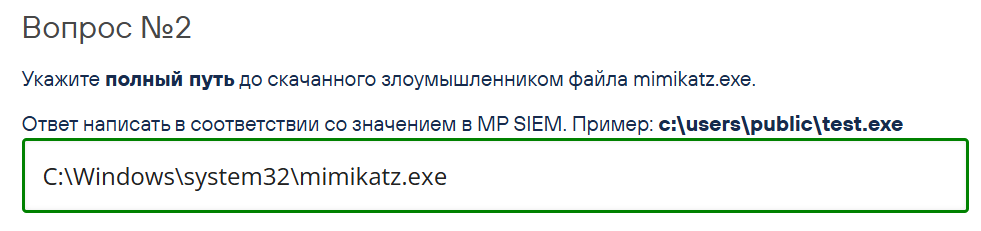 Вопрос №2
Укажите полный путь до скачанного злоумышленником файла mimikatz.exe.
Ответ написать в соответствии со значением в MP SIEM. Пример: c:\users\public\test.exe
C:\Windows\system32\mimikatz.exe